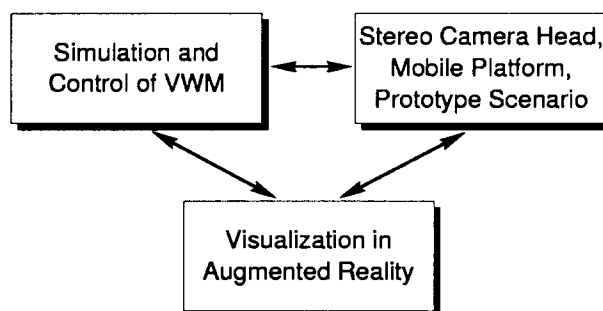 Simulation and
Control of VWM
Stereo Camera Head,
Mobile Platform,
Prototype Scenario
Visualization in
Augmented Reality